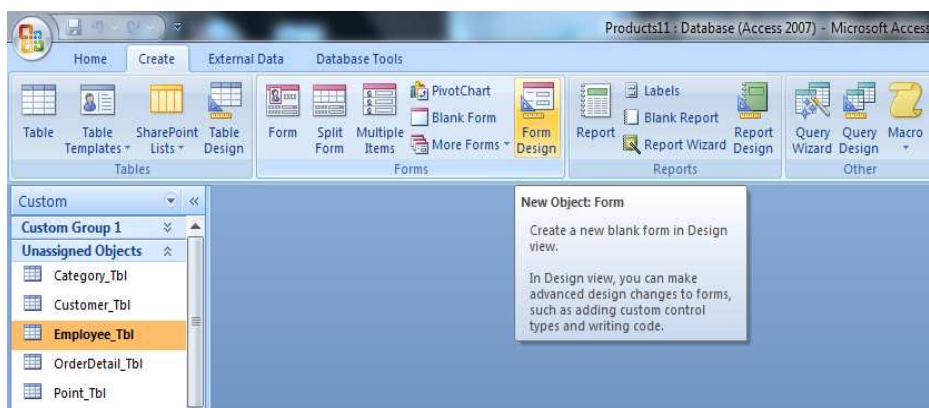 Products11 : Database (Access 2007) - Microsoft Access
Home Create External Data Database Tools
Table
Table Templates
SharePoint Lists
Table Design
Tables
Form
Split Form
Multiple Items
PivotChart
Blank Form
More Forms
Form Design
Forms
Report
Labels
Blank Report
Report Wizard
Report Design
Reports
Query Wizard
Query Design
Macro
Other
Custom
Custom Group 1
Unassigned Objects
Category_Tbl
Customer_Tbl
Employee_Tbl
OrderDetail_Tbl
Point_Tbl
New Object: Form
Create a new blank form in Design
view.
In Design view, you can make
advanced design changes to forms,
such as adding custom control
types and writing code.